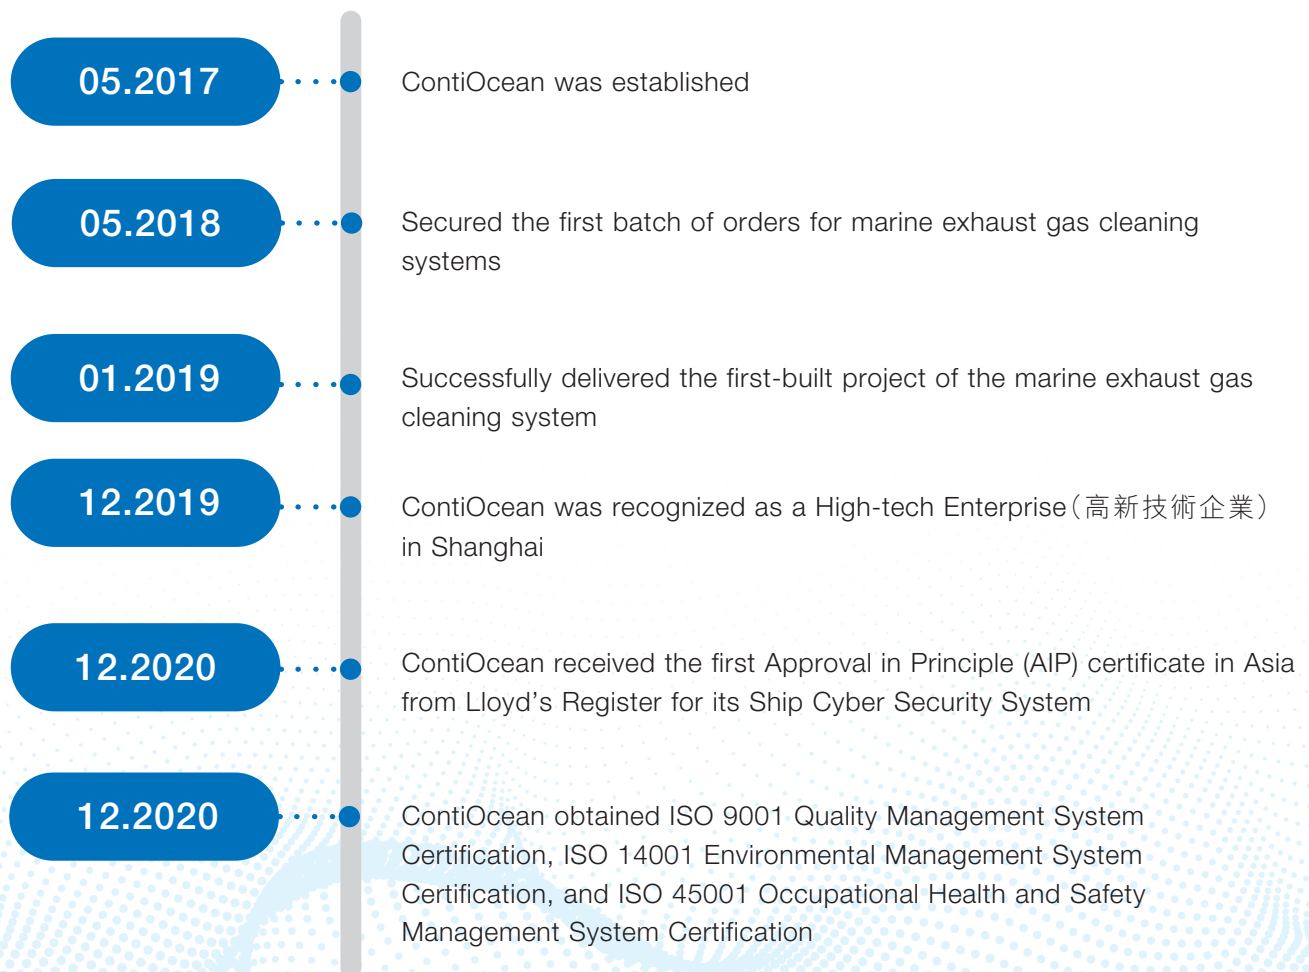 05.2017
ContiOcean was established
05.2018
Secured the first batch of orders for marine exhaust gas cleaning
systems
01.2019
Successfully delivered the first-built project of the marine exhaust gas
cleaning system
12.2019
ContiOcean was recognized as a High-tech Enterprise（高新技術企業）
in Shanghai
12.2020
ContiOcean received the first Approval in Principle (AIP) certificate in Asia
from Lloyd’s Register for its Ship Cyber Security System
12.2020
ContiOcean obtained ISO 9001 Quality Management System
Certification, ISO 14001 Environmental Management System
Certification, and ISO 45001 Occupational Health and Safety
Management System Certification